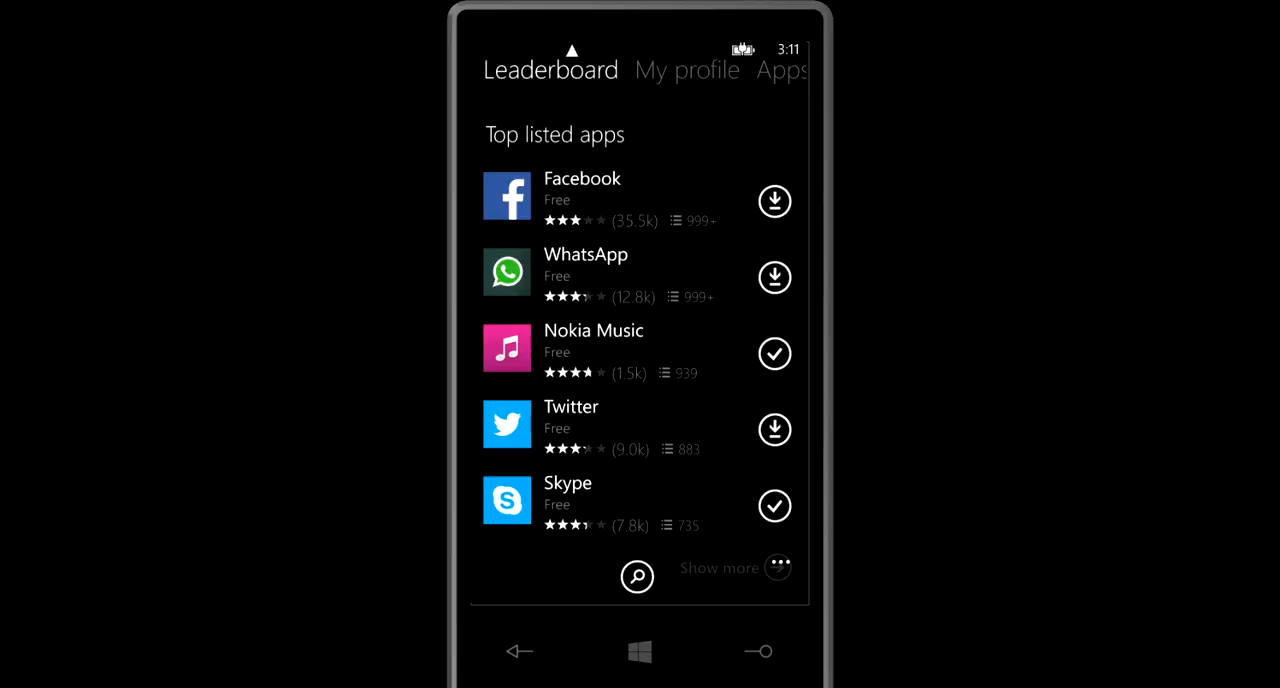 3:11
Leaderboard My profile Apps
Top listed apps
Facebook
Free
(35.5k) 999+
WhatsApp
Free
(12.8k) 999+
Nokia Music
Free
(1.5k) 939
Twitter
Free
(9.0k) 883
Skype
Free
(7.8k) 735
Show more